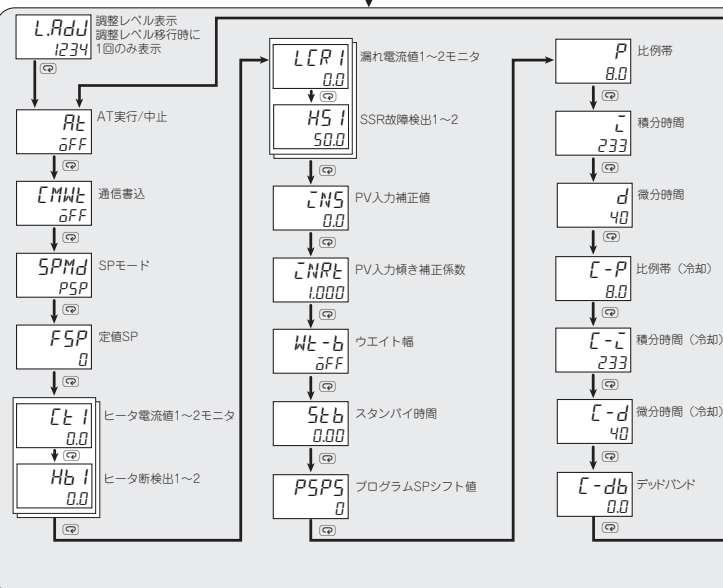 L.AdJ
1234
調整レベル表示
調整レベル移行時に
1回のみ表示
At
oFF
AT実行/中止
CMWt
oFF
通信書込
SPMd
PSP
SPモード
FSP
0
定値SP
Ct1
0.0
ヒータ電流値1～2モニタ
Hb1
0.0
ヒータ断検出1～2
LCR1
0.0
漏れ電流値1～2モニタ
HS1
50.0
SSR故障検出1～2
iNS
0.0
PV入力補正値
iNRt
1.000
PV入力傾き補正係数
Wt-b
oFF
ウエイト幅
Stb
0.00
スタンバイ時間
PSPS
0
プログラムSPシフト値
P
8.0
比例帯
i
233
積分時間
d
40
微分時間
C-P
8.0
比例帯（冷却）
C-i
233
積分時間（冷却）
C-d
40
微分時間（冷却）
C-db
0.0
デッドバンド